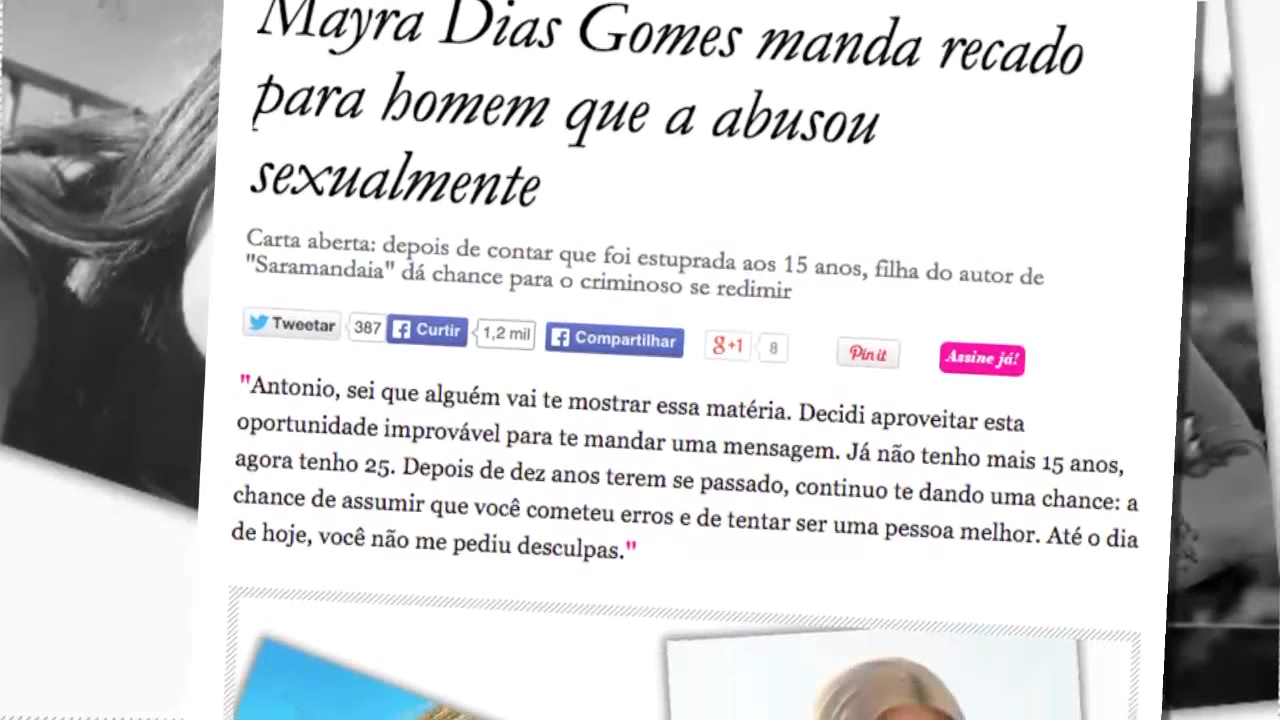 Mayra Dias Gomes manda recado
para homem que a abusou
sexualmente
Carta aberta: depois de contar que foi estuprada aos 15 anos, filha do autor de
"Saramandaia" dá chance para o criminoso se redimir
Tweetar 387 Curtir 1,2 mil Compartilhar g+1 8 Pin it Assine já!
"Antonio, sei que alguém vai te mostrar essa matéria. Decidi aproveitar esta
oportunidade improvável para te mandar uma mensagem. Já não tenho mais 15 anos,
agora tenho 25. Depois de dez anos terem se passado, continuo te dando uma chance: a
chance de assumir que você cometeu erros e de tentar ser uma pessoa melhor. Até o dia
de hoje, você não me pediu desculpas."